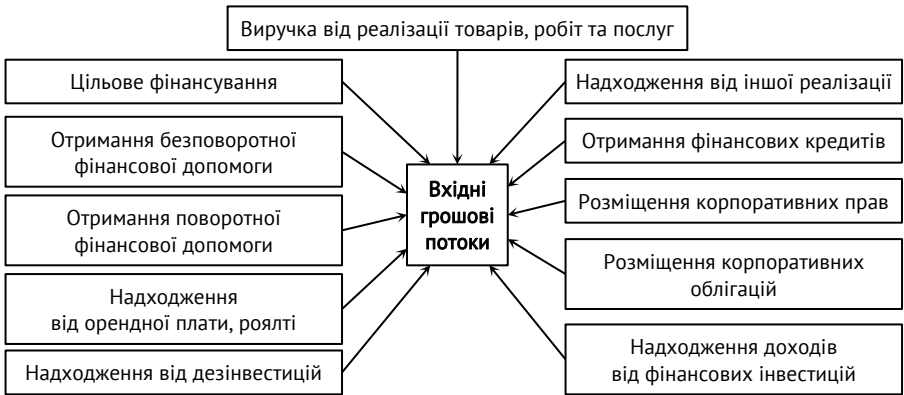 Виручка від реалізації товарів, робіт та послуг
Цільове фінансування
Отримання безповоротної
фінансової допомоги
Отримання поворотної
фінансової допомоги
Надходження
від орендної плати, роялті
Надходження від дезінвестицій
Вхідні
грошові
потоки
Надходження від іншої реалізації
Отримання фінансових кредитів
Розміщення корпоративних прав
Розміщення корпоративних
облігацій
Надходження доходів
від фінансових інвестицій